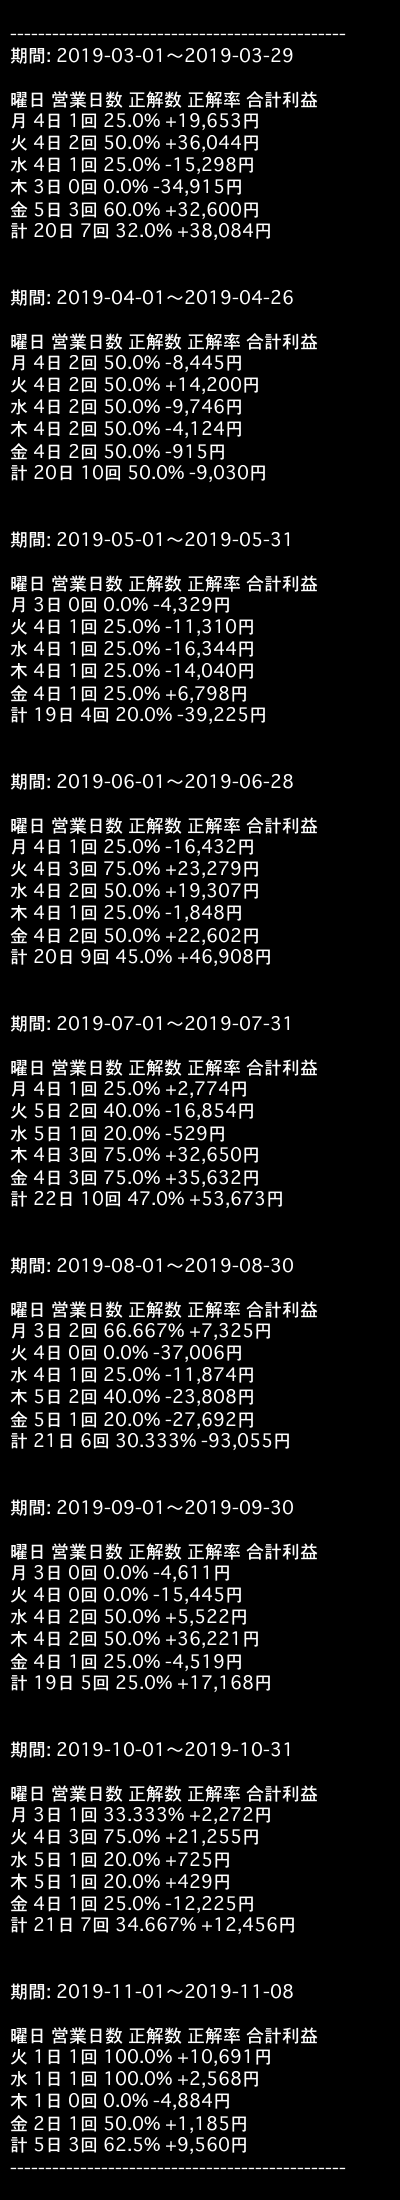 ------------------------------------------------
期間: 2019-03-01〜2019-03-29
曜日 営業日数 正解数 正解率 合計利益
月 4日 1回 25.0% +19,653円
火 4日 2回 50.0% +36,044円
水 4日 1回 25.0% -15,298円
木 3日 0回 0.0% -34,915円
金 5日 3回 60.0% +32,600円
計 20日 7回 32.0% +38,084円
期間: 2019-04-01〜2019-04-26
曜日 営業日数 正解数 正解率 合計利益
月 4日 2回 50.0% -8,445円
火 4日 2回 50.0% +14,200円
水 4日 2回 50.0% -9,746円
木 4日 2回 50.0% -4,124円
金 4日 2回 50.0% -915円
計 20日 10回 50.0% -9,030円
期間: 2019-05-01〜2019-05-31
曜日 営業日数 正解数 正解率 合計利益
月 3日 0回 0.0% -4,329円
火 4日 1回 25.0% -11,310円
水 4日 1回 25.0% -16,344円
木 4日 1回 25.0% -14,040円
金 4日 1回 25.0% +6,798円
計 19日 4回 20.0% -39,225円
期間: 2019-06-01〜2019-06-28
曜日 営業日数 正解数 正解率 合計利益
月 4日 1回 25.0% -16,432円
火 4日 3回 75.0% +23,279円
水 4日 2回 50.0% +19,307円
木 4日 1回 25.0% -1,848円
金 4日 2回 50.0% +22,602円
計 20日 9回 45.0% +46,908円
期間: 2019-07-01〜2019-07-31
曜日 営業日数 正解数 正解率 合計利益
月 4日 1回 25.0% +2,774円
火 5日 2回 40.0% -16,854円
水 5日 1回 20.0% -529円
木 4日 3回 75.0% +32,650円
金 4日 3回 75.0% +35,632円
計 22日 10回 47.0% +53,673円
期間: 2019-08-01〜2019-08-30
曜日 営業日数 正解数 正解率 合計利益
月 3日 2回 66.667% +7,325円
火 4日 0回 0.0% -37,006円
水 4日 1回 25.0% -11,874円
木 5日 2回 40.0% -23,808円
金 5日 1回 20.0% -27,692円
計 21日 6回 30.333% -93,055円
期間: 2019-09-01〜2019-09-30
曜日 営業日数 正解数 正解率 合計利益
月 3日 0回 0.0% -4,611円
火 4日 0回 0.0% -15,445円
水 4日 2回 50.0% +5,522円
木 4日 2回 50.0% +36,221円
金 4日 1回 25.0% -4,519円
計 19日 5回 25.0% +17,168円
期間: 2019-10-01〜2019-10-31
曜日 営業日数 正解数 正解率 合計利益
月 3日 1回 33.333% +2,272円
火 4日 3回 75.0% +21,255円
水 5日 1回 20.0% +725円
木 5日 1回 20.0% +429円
金 4日 1回 25.0% -12,225円
計 21日 7回 34.667% +12,456円
期間: 2019-11-01〜2019-11-08
曜日 営業日数 正解数 正解率 合計利益
火 1日 1回 100.0% +10,691円
水 1日 1回 100.0% +2,568円
木 1日 0回 0.0% -4,884円
金 2日 1回 50.0% +1,185円
計 5日 3回 62.5% +9,560円
------------------------------------------------